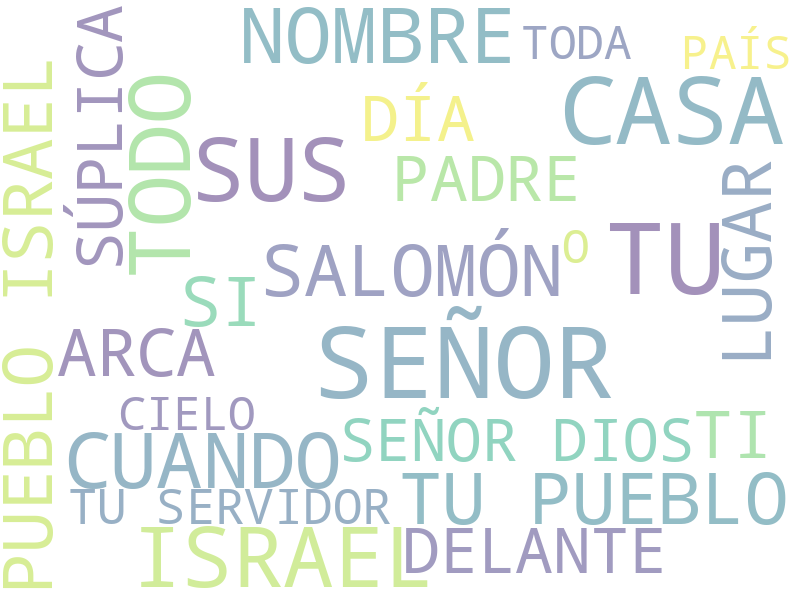 NOMBRE
TODA
PAÍS
SÚPLICA
TODO
CASA
DÍA
SUS
PADRE
PUEBLO ISRAEL
LUGAR
TU
SALOMÓN
O
SI
SEÑOR
ARCA
CIELO
CUANDO
SEÑOR DIOS
TI
TU SERVIDOR
TU PUEBLO
ISRAEL
DELANTE